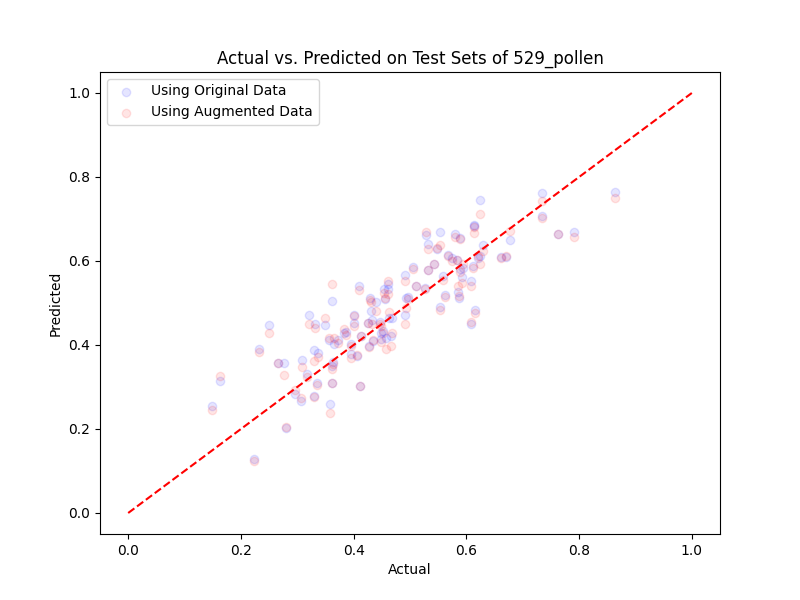 Actual vs. Predicted on Test Sets of 529_pollen
Using Original Data
Using Augmented Data
1.0
0.8
0.6
0.4
0.2
0.0
Predicted
0.0 0.2 0.4 0.6 0.8 1.0
Actual